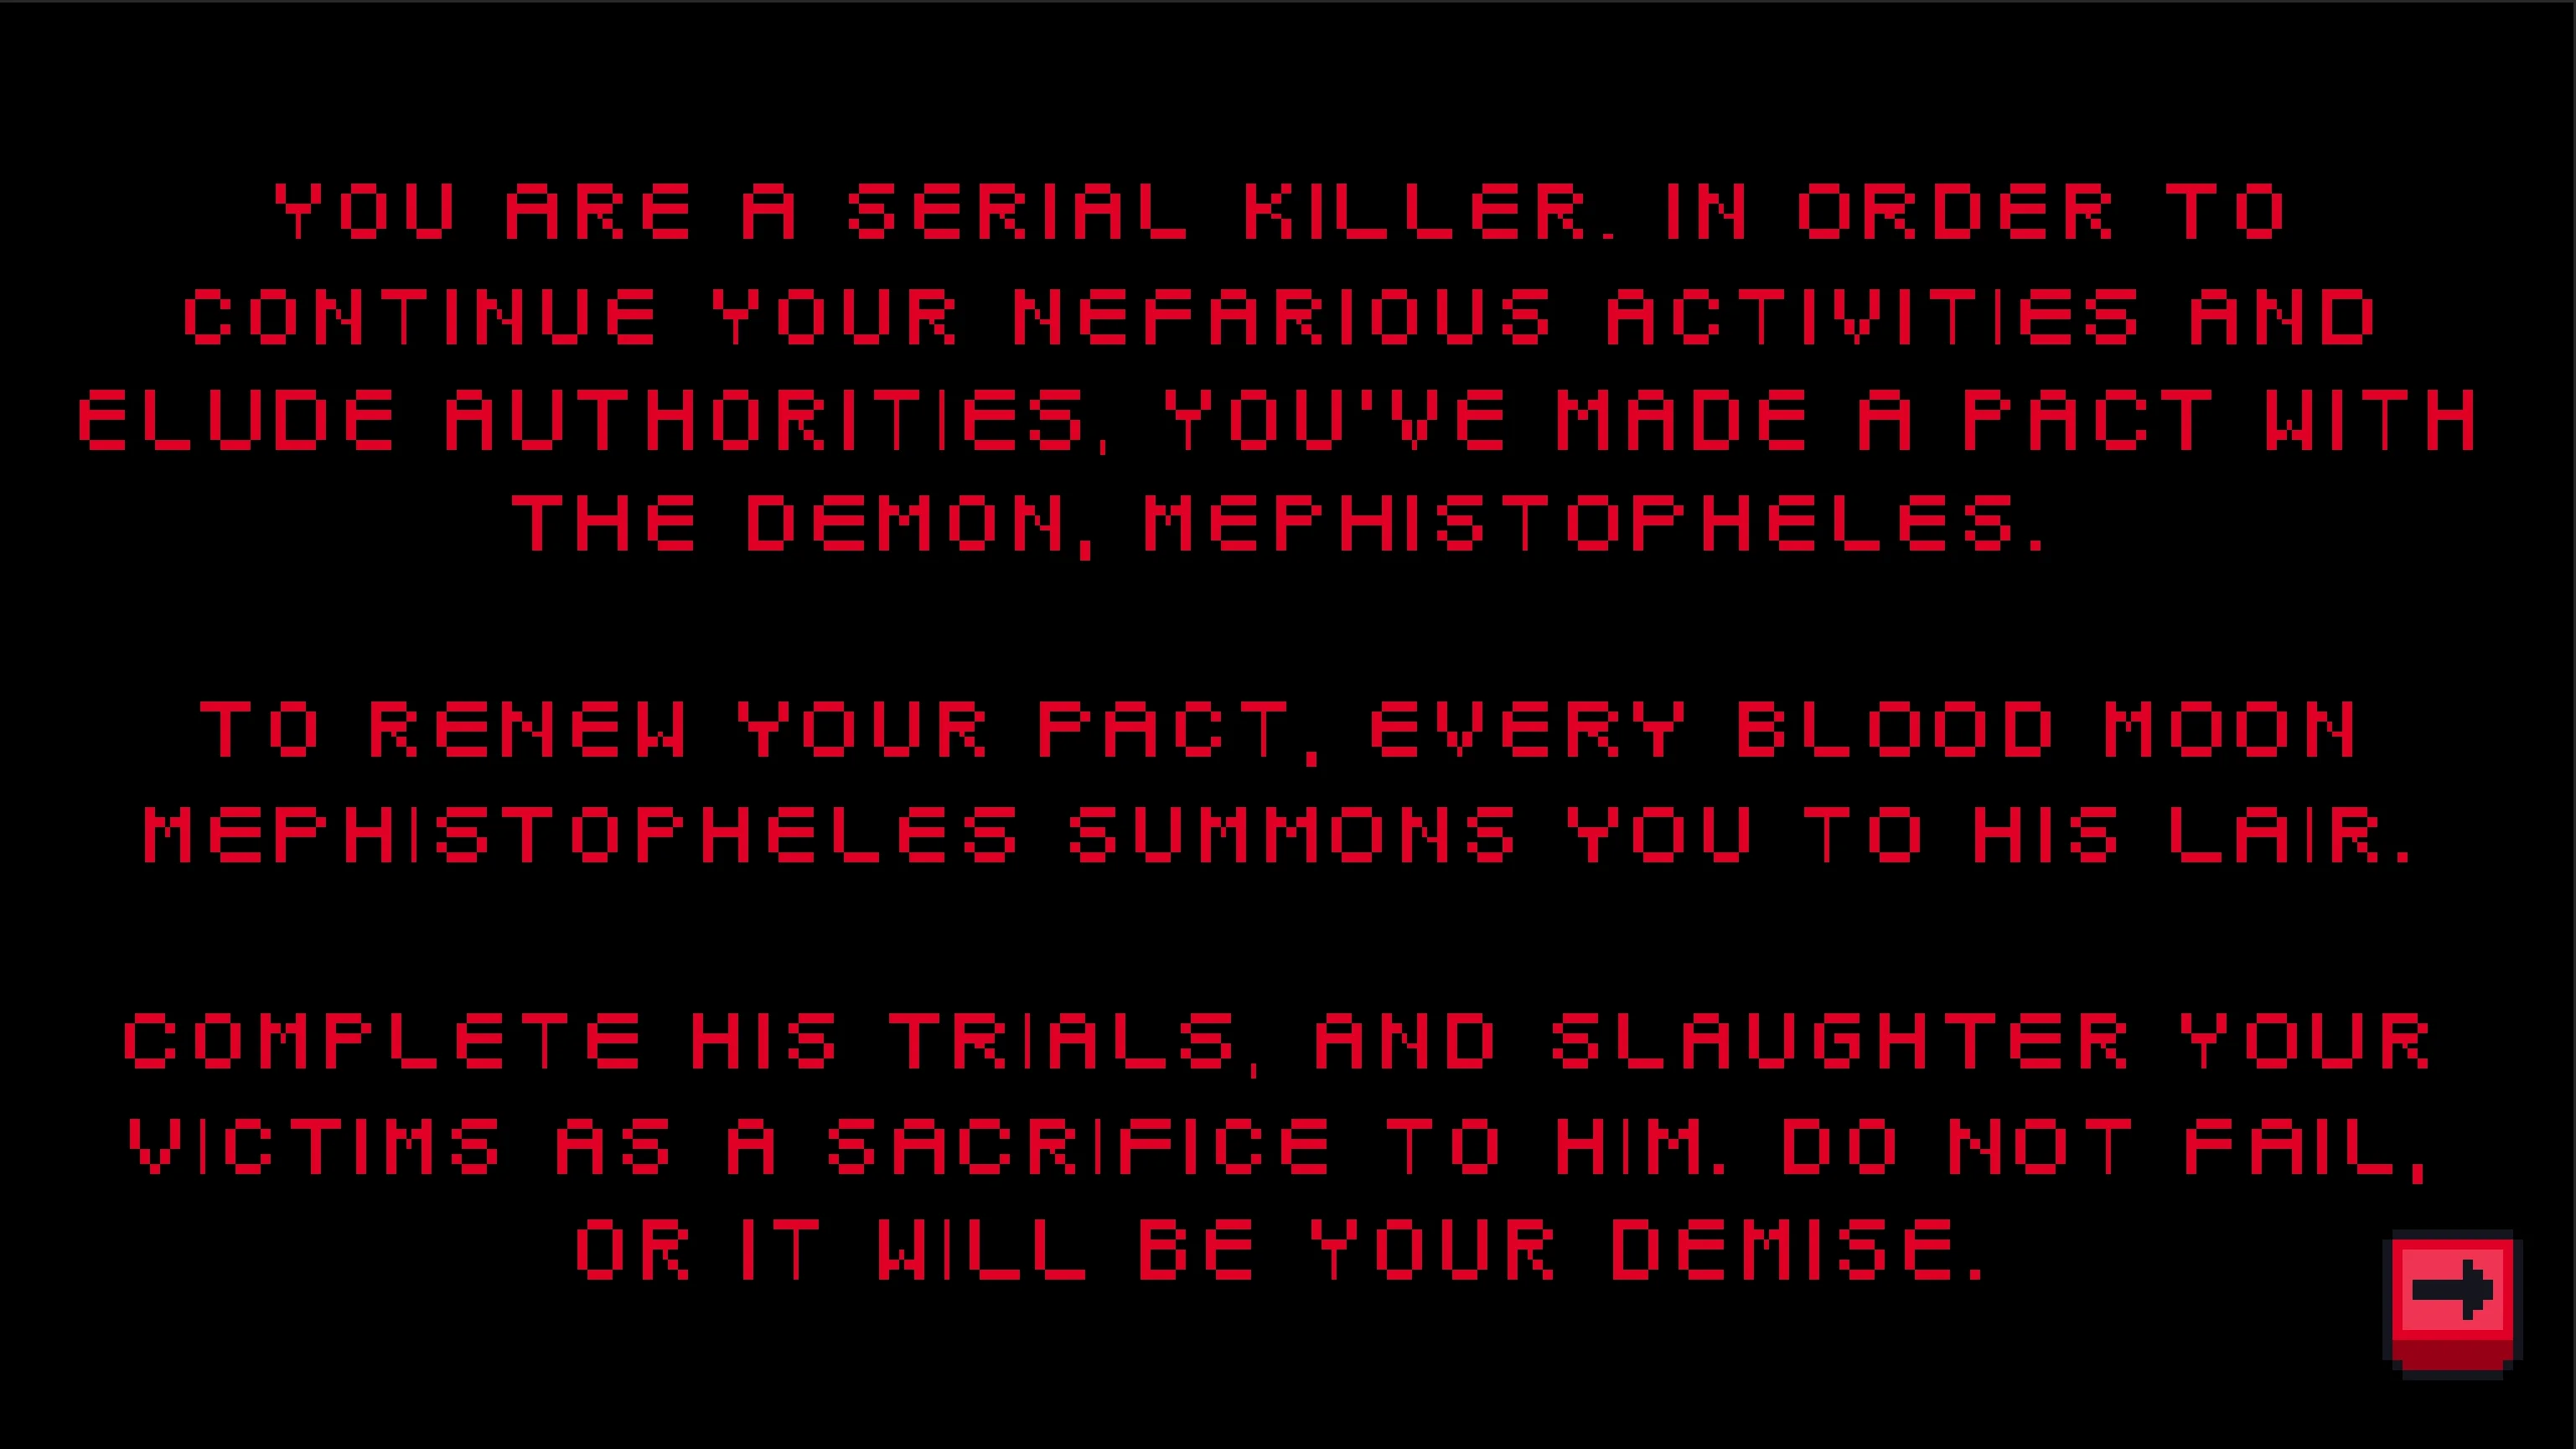 YOU ARE A SERIAL KILLER. IN ORDER TO
CONTINUE YOUR NEFARIOUS ACTIVITIES AND
ELUDE AUTHORITIES, YOU'VE MADE A PACT WITH
THE DEMON, MEPHISTOPHELES.
TO RENEW YOUR PACT, EVERY BLOOD MOON
MEPHISTOPHELES SUMMONS YOU TO HIS LAIR.
COMPLETE HIS TRIALS, AND SLAUGHTER YOUR
VICTIMS AS A SACRIFICE TO HIM. DO NOT FAIL,
OR IT WILL BE YOUR DEMISE.